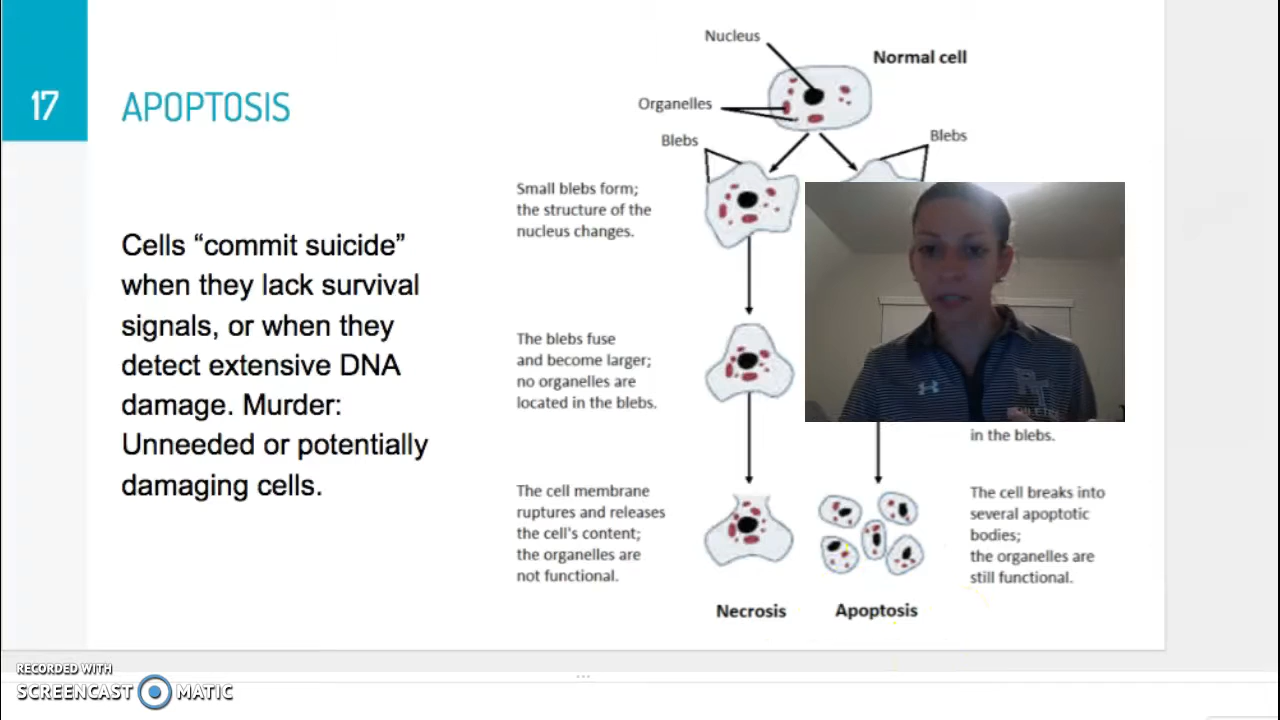 17
APOPTOSIS
Nucleus
Normal cell
Organelles
Blebs
Blebs
Cells “commit suicide”
when they lack survival
signals, or when they
detect extensive DNA
damage. Murder:
Unneeded or potentially
damaging cells.
Small blebs form;
the structure of the
nucleus changes.
The blebs fuse
and become larger;
no organelles are
located in the blebs.
in the blebs.
The cell membrane
ruptures and releases
the cell's content;
the organelles are
not functional.
The cell breaks into
several apoptotic
bodies;
the organelles are
still functional.
Necrosis
Apoptosis
RT
RECORDED WITH
SCREENCAST MATIC